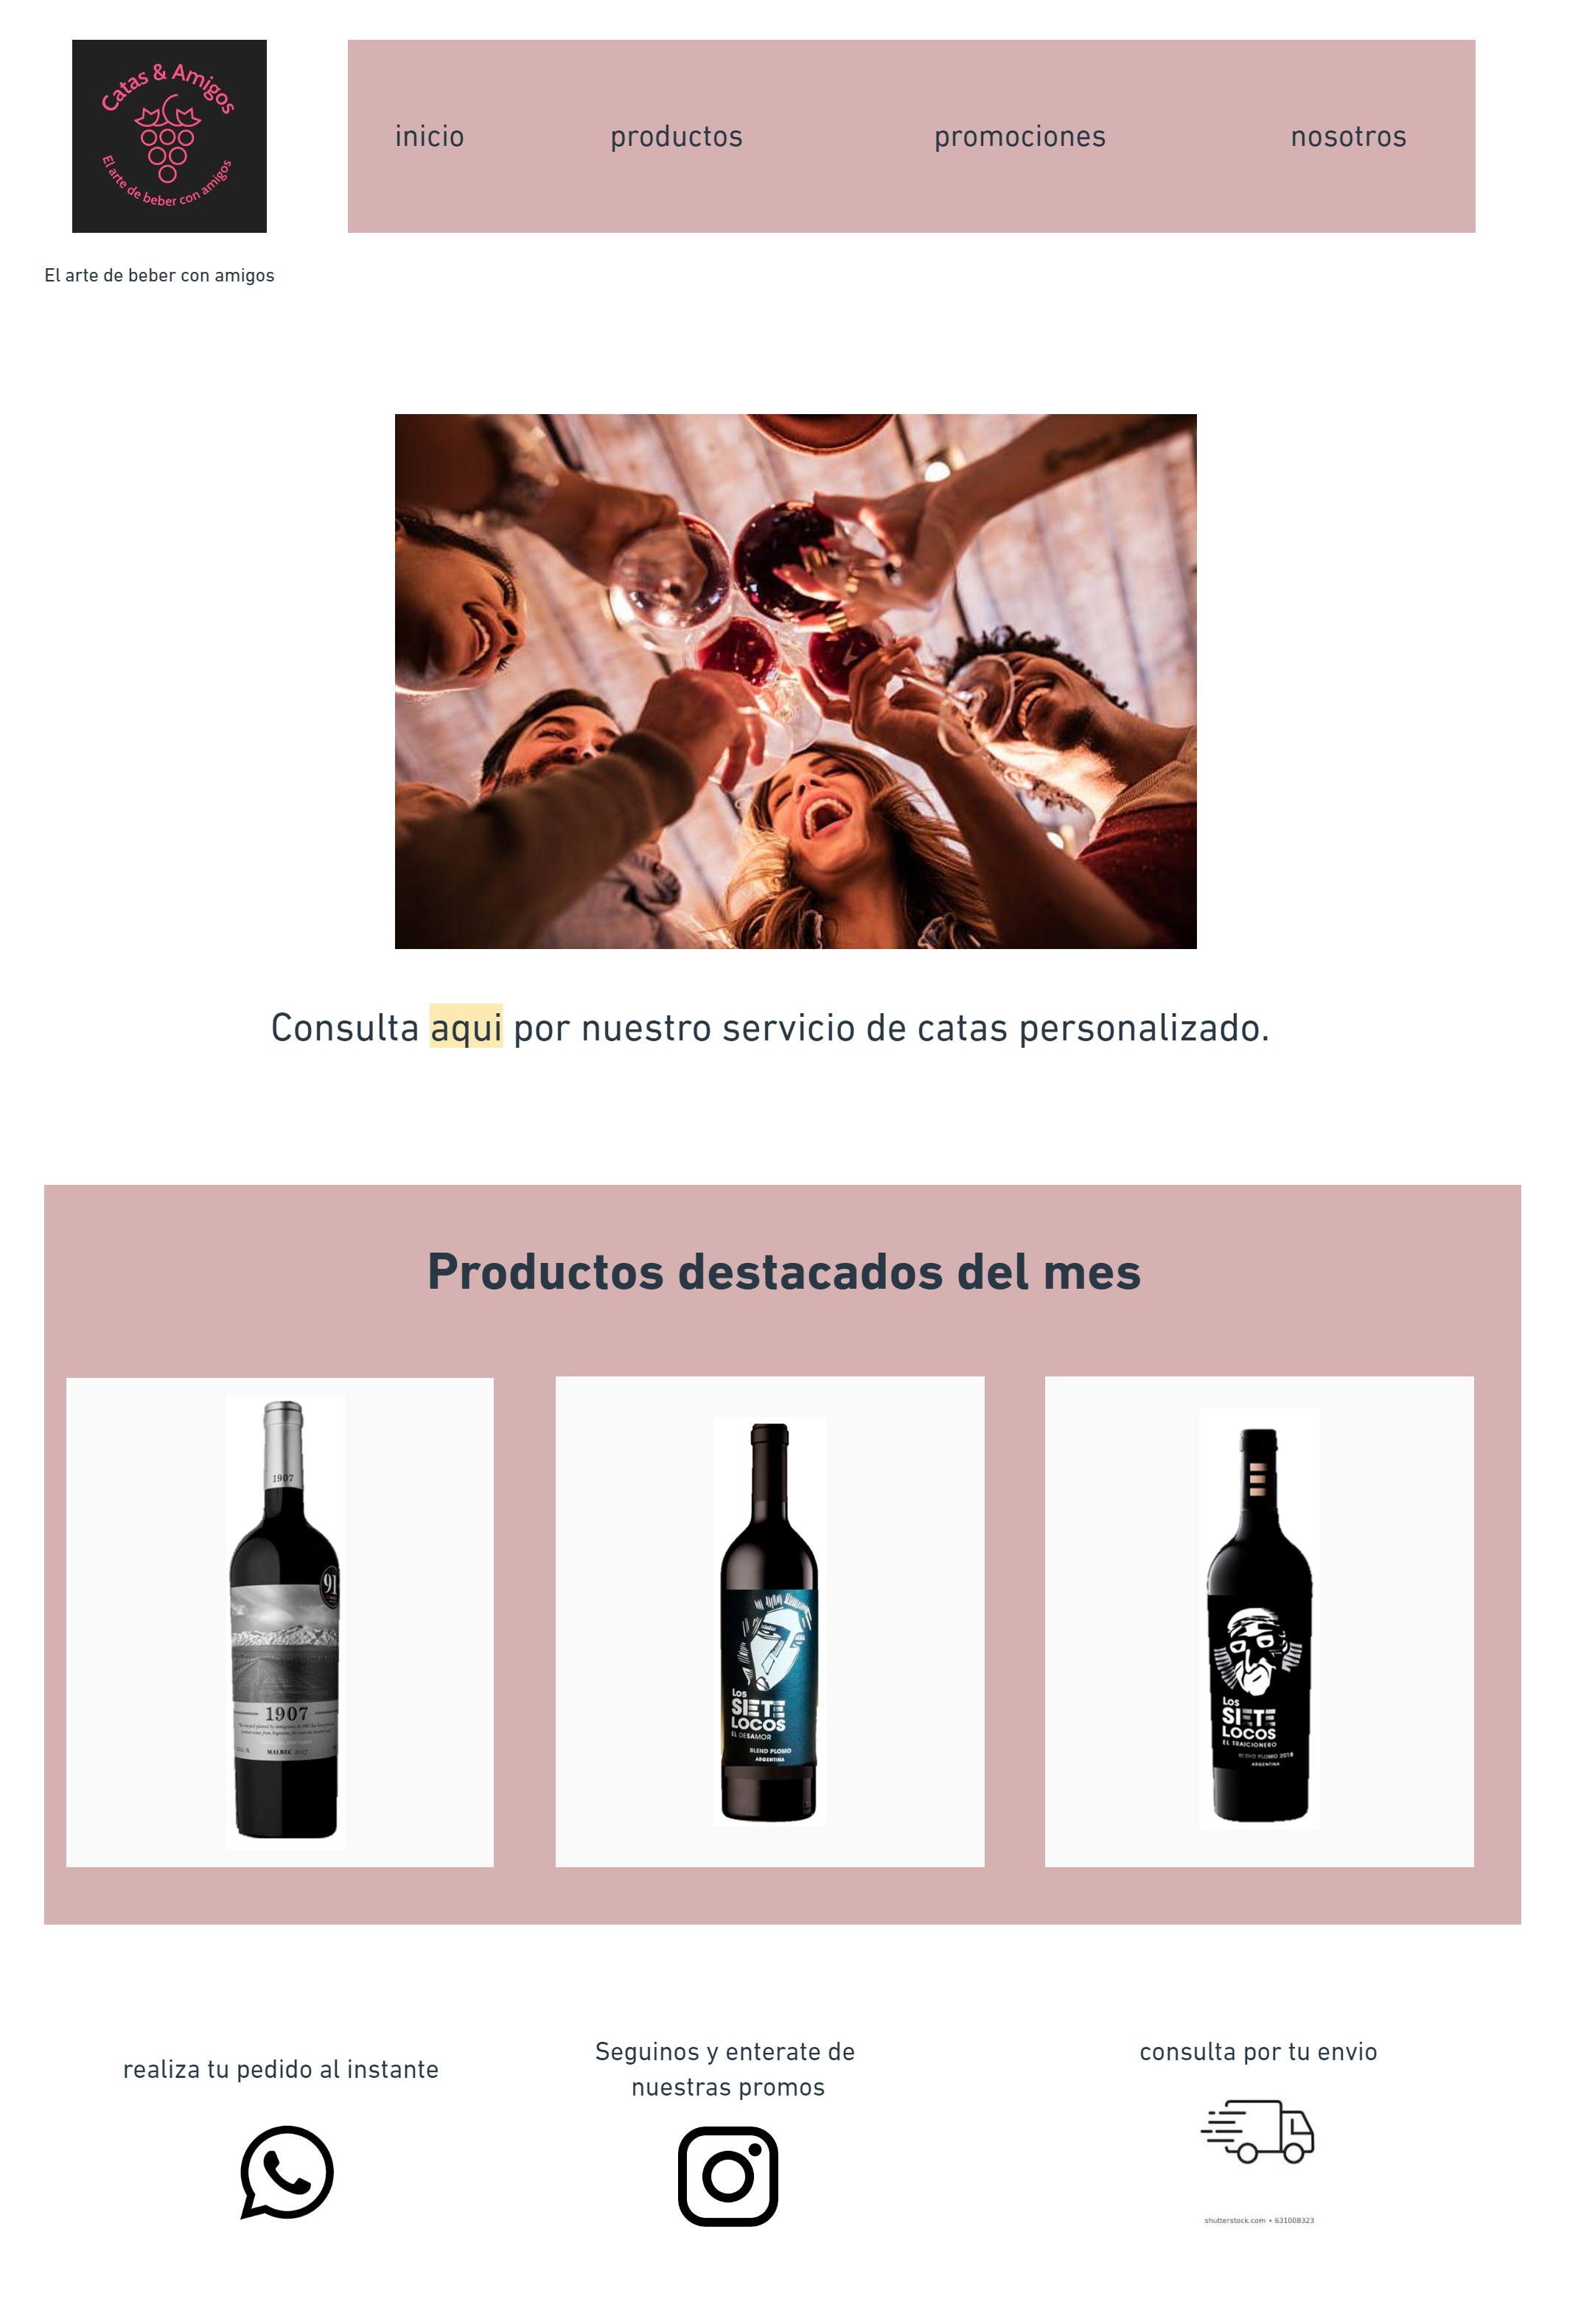 Catas & Amigos
El arte de beber con amigos
inicio productos promociones nosotros
El arte de beber con amigos
Consulta aqui por nuestro servicio de catas personalizado.
Productos destacados del mes
1907
91
1907
MALBEC 2017
Los
SIETE
LOCOS
EL DESAMOR
BLEND PLOMO
ARGENTINA
Los
SIETE
LOCOS
EL TRAICIONERO
BLEND PLOMO 2018
ARGENTINA
realiza tu pedido al instante
Seguinos y enterate de
nuestras promos
consulta por tu envio
shutterstock.com • 631008323